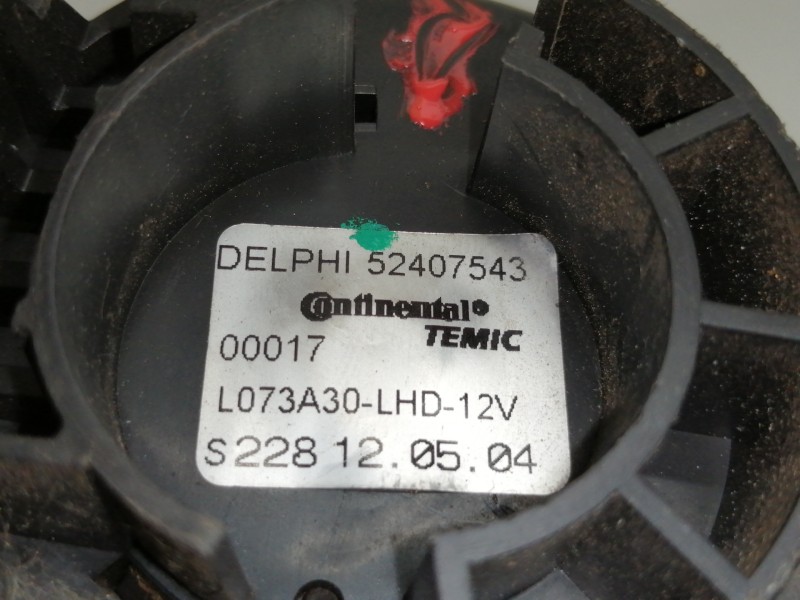 DELPHI 52407543
Continental®
TEMIC
00017
L073A30-LHD-12V
S228 12.05.04